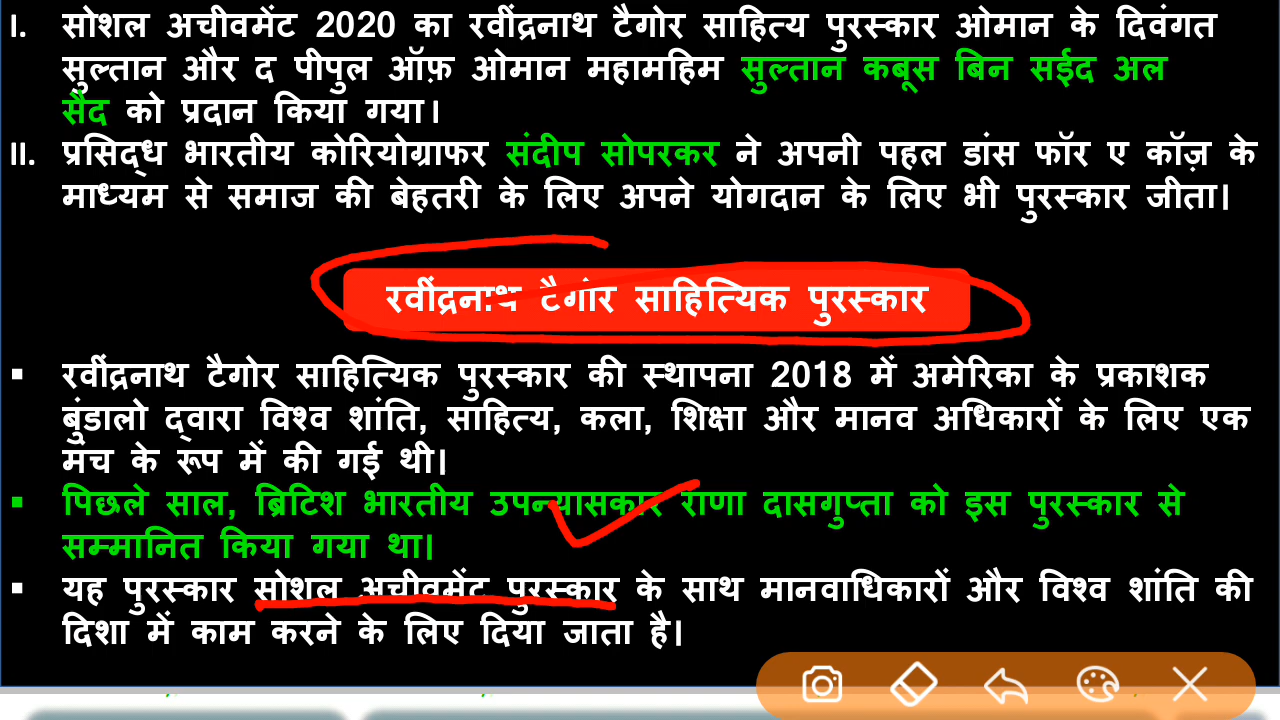 I. सोशल अचीवमेंट 2020 का रवींद्रनाथ टैगोर साहित्य पुरस्कार ओमान के दिवंगत
सुल्तान और द पीपुल ऑफ़ ओमान महामहिम सुल्तान कबूस बिन सईद अल
सैद को प्रदान किया गया।
II. प्रसिद्ध भारतीय कोरियोग्राफर संदीप सोपरकर ने अपनी पहल डांस फॉर ए कॉज़ के
माध्यम से समाज की बेहतरी के लिए अपने योगदान के लिए भी पुरस्कार जीता।
रवींद्रनाथ टैगोर साहित्यिक पुरस्कार
▪ रवींद्रनाथ टैगोर साहित्यिक पुरस्कार की स्थापना 2018 में अमेरिका के प्रकाशक
बुंडालो द्वारा विश्व शांति, साहित्य, कला, शिक्षा और मानव अधिकारों के लिए एक
मंच के रूप में की गई थी।
▪ पिछले साल, ब्रिटिश भारतीय उपन्यासकार राणा दासगुप्ता को इस पुरस्कार से
सम्मानित किया गया था।
▪ यह पुरस्कार सोशल अचीवमेंट पुरस्कार के साथ मानवाधिकारों और विश्व शांति की
दिशा में काम करने के लिए दिया जाता है।